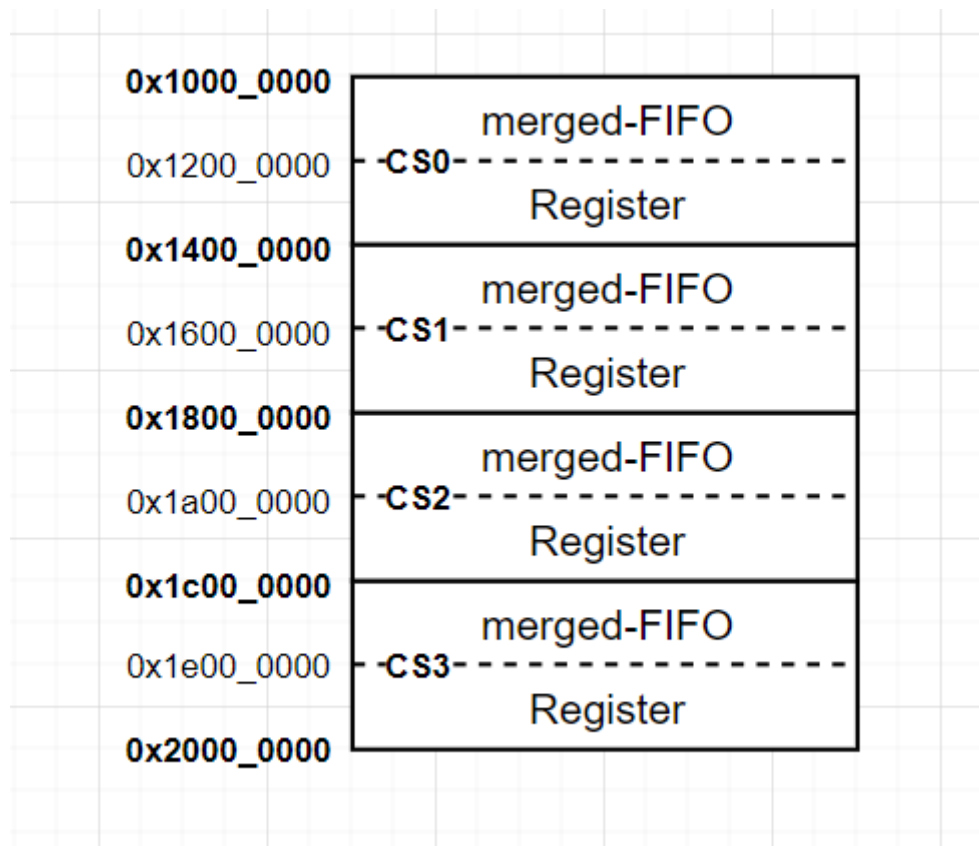 0x1000_0000
merged-FIFO
0x1200_0000 CS0
Register
0x1400_0000
merged-FIFO
0x1600_0000 CS1
Register
0x1800_0000
merged-FIFO
0x1a00_0000 CS2
Register
0x1c00_0000
merged-FIFO
0x1e00_0000 CS3
Register
0x2000_0000